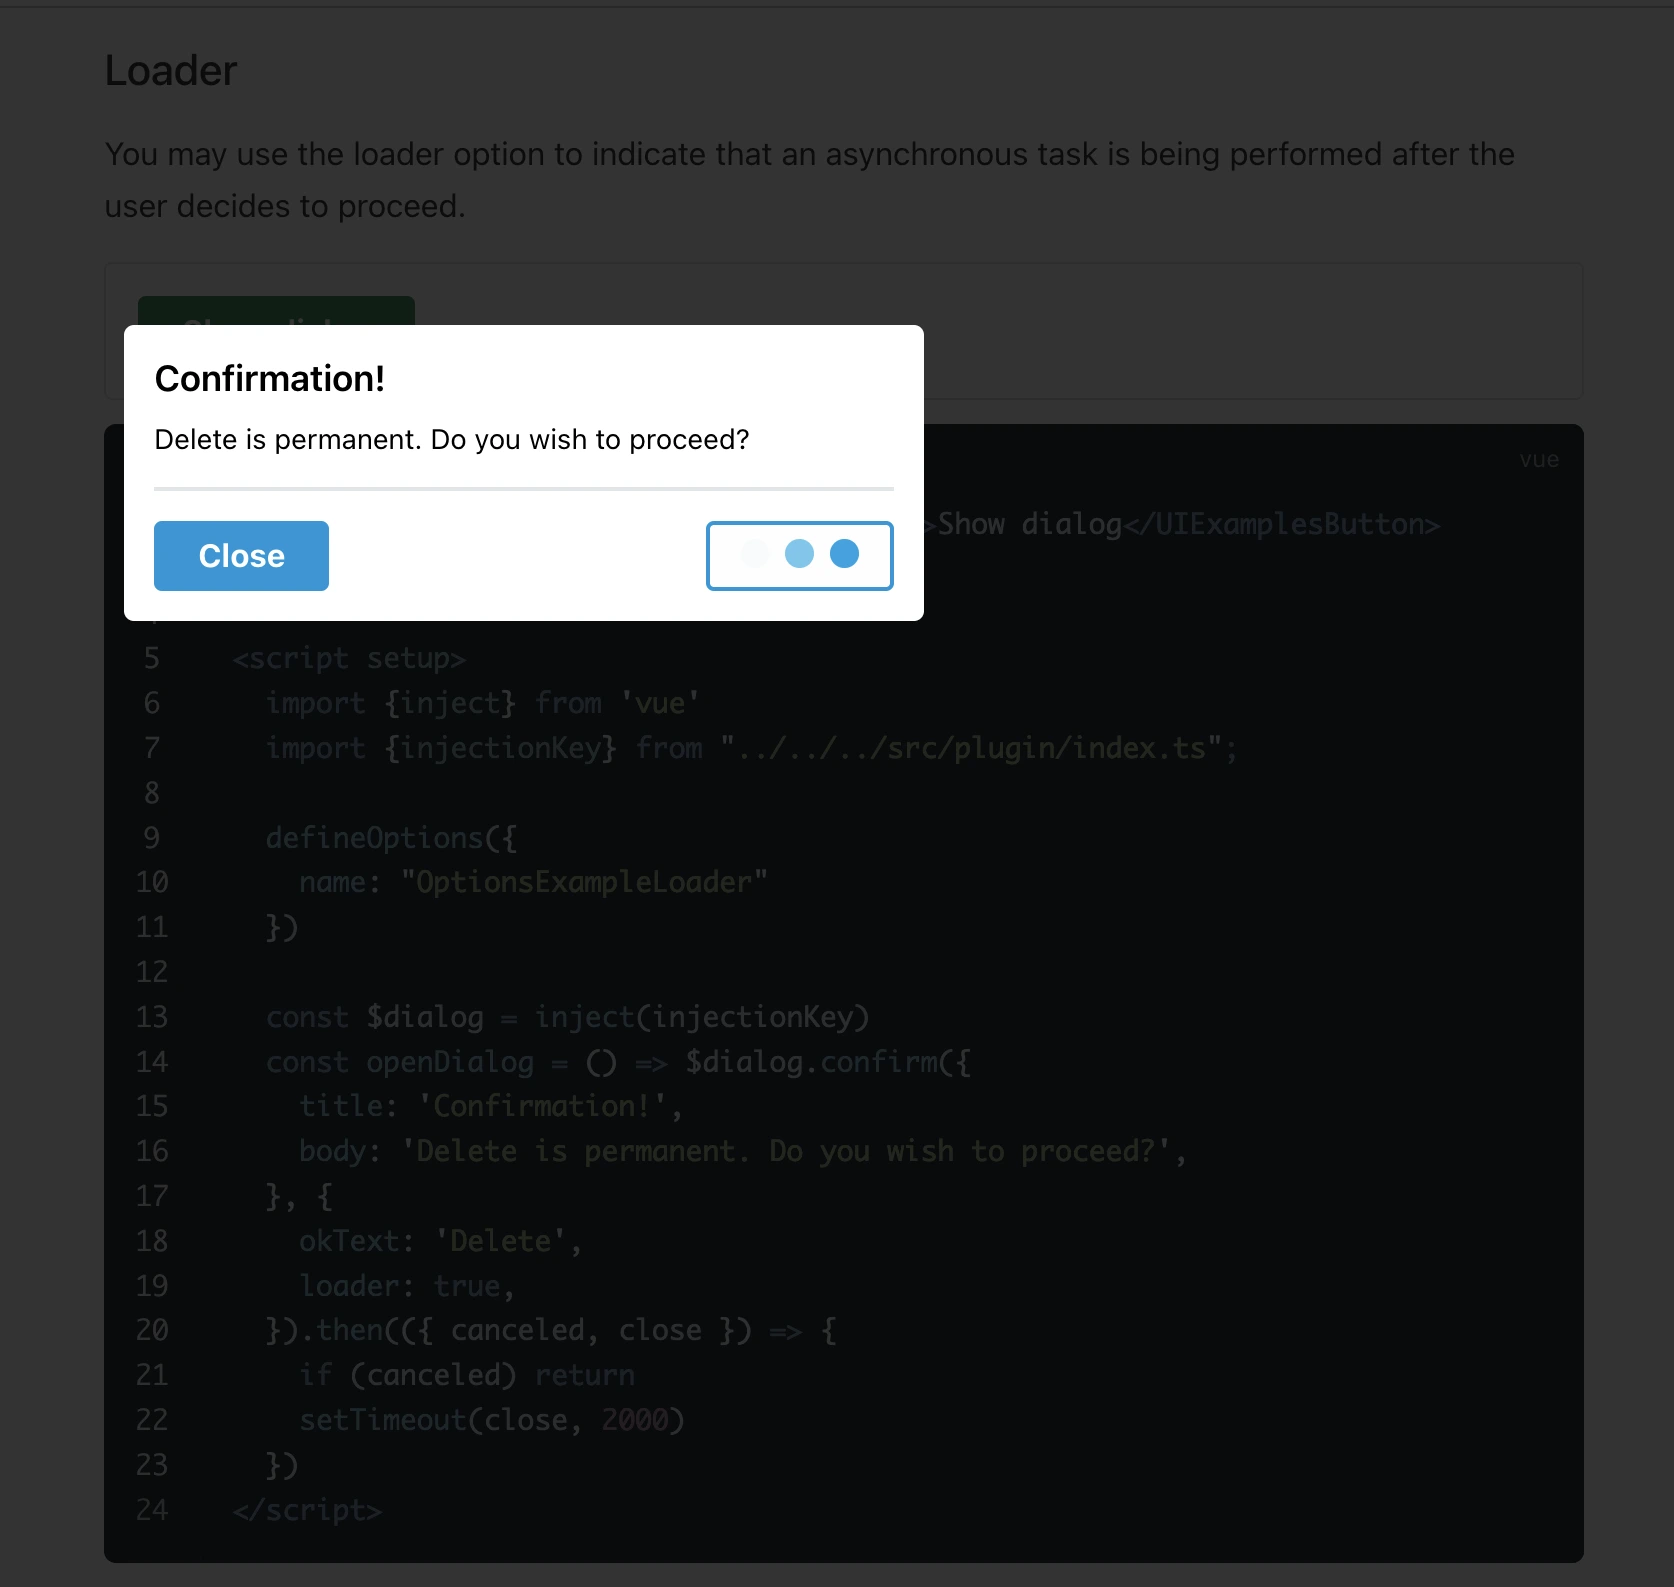 Loader
You may use the loader option to indicate that an asynchronous task is being performed after the
user decides to proceed.
Confirmation!
Delete is permanent. Do you wish to proceed?
Close
vue
>Show dialog</UIExamplesButton>
5 <script setup>
6 import {inject} from 'vue'
7 import {injectionKey} from "../../../src/plugin/index.ts";
8
9 defineOptions({
10 name: "OptionsExampleLoader"
11 })
12
13 const $dialog = inject(injectionKey)
14 const openDialog = () => $dialog.confirm({
15 title: 'Confirmation!',
16 body: 'Delete is permanent. Do you wish to proceed?',
17 }, {
18 okText: 'Delete',
19 loader: true,
20 }).then(({ canceled, close }) => {
21 if (canceled) return
22 setTimeout(close, 2000)
23 })
24 </script>